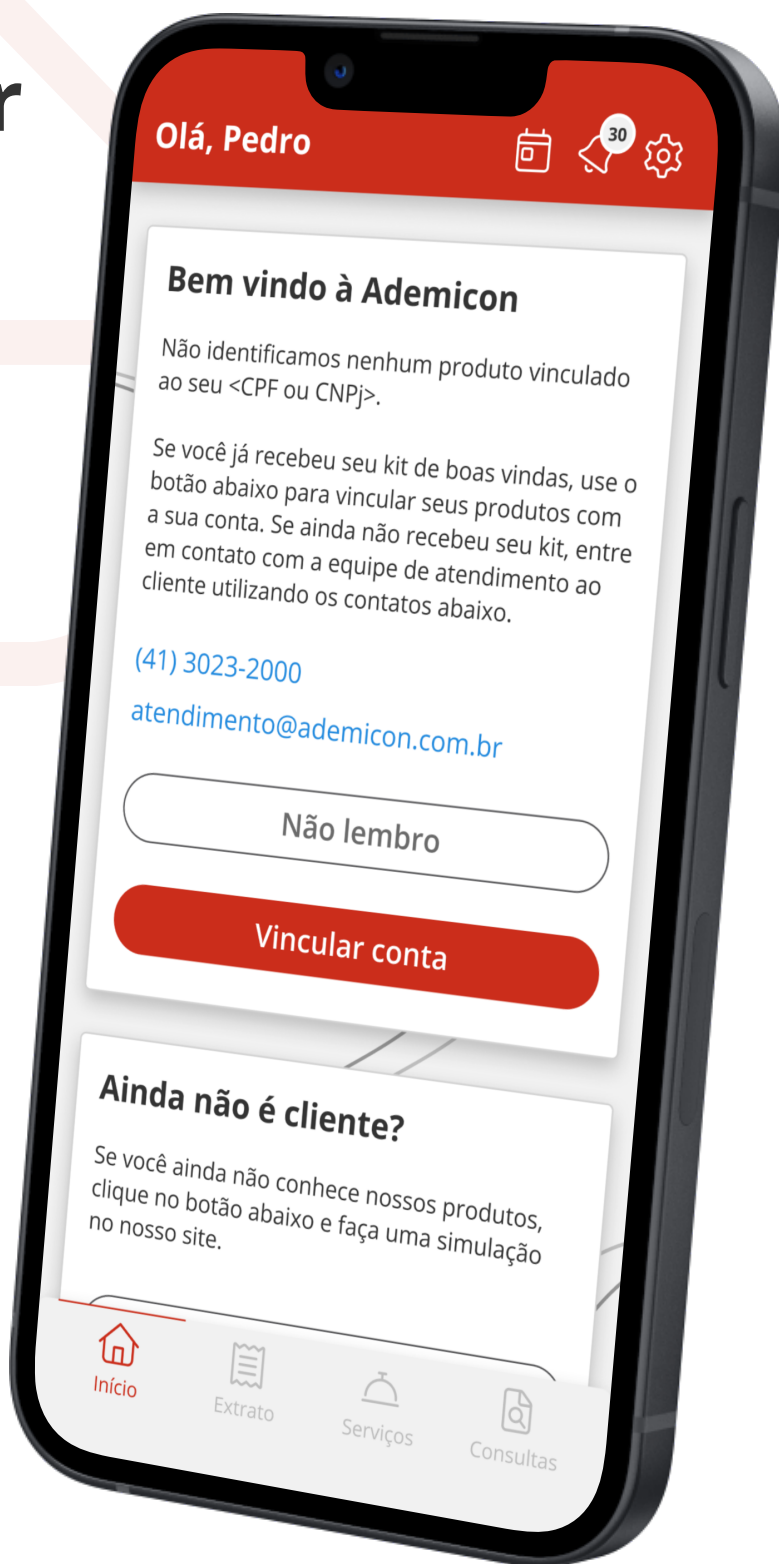 r
Olá, Pedro
30
Bem vindo à Ademicon
Não identificamos nenhum produto vinculado
ao seu <CPF ou CNPj>.
Se você já recebeu seu kit de boas vindas, use o
botão abaixo para vincular seus produtos com
a sua conta. Se ainda não recebeu seu kit, entre
em contato com a equipe de atendimento ao
cliente utilizando os contatos abaixo.
(41) 3023-2000
atendimento@ademicon.com.br
Não lembro
Vincular conta
Ainda não é cliente?
Se você ainda não conhece nossos produtos,
clique no botão abaixo e faça uma simulação
no nosso site.
Início
Extrato
Serviços
Consultas